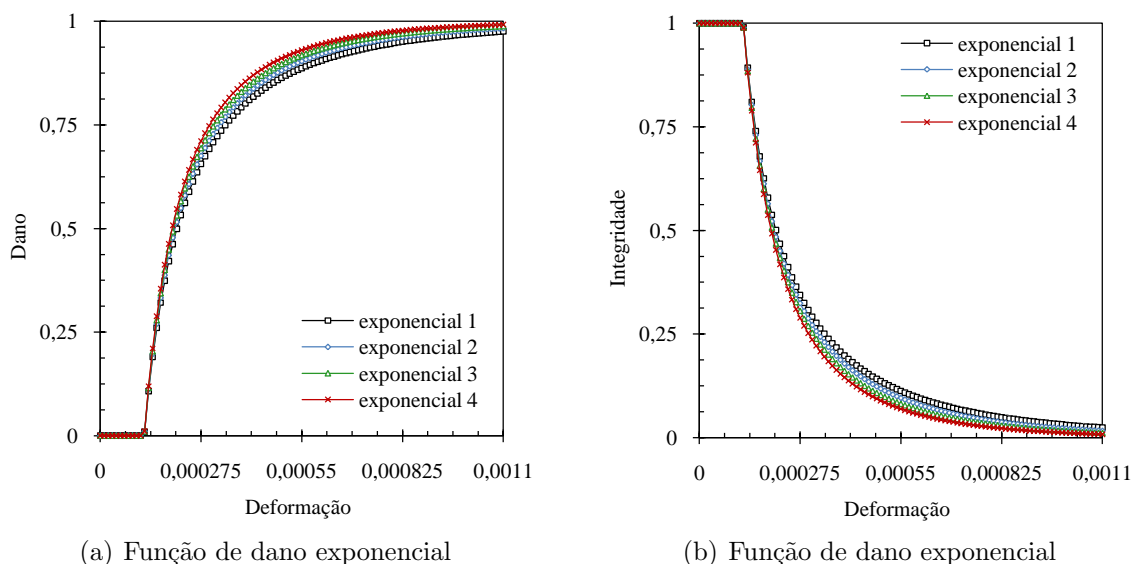 1
0,75
0,5
0,25
0
Dano
exponencial 1
exponencial 2
exponencial 3
exponencial 4
0 0,000275 0,00055 0,000825 0,0011
Deformação
(a) Função de dano exponencial
1
0,75
0,5
0,25
0
Integridade
exponencial 1
exponencial 2
exponencial 3
exponencial 4
0 0,000275 0,00055 0,000825 0,0011
Deformação
(b) Função de dano exponencial